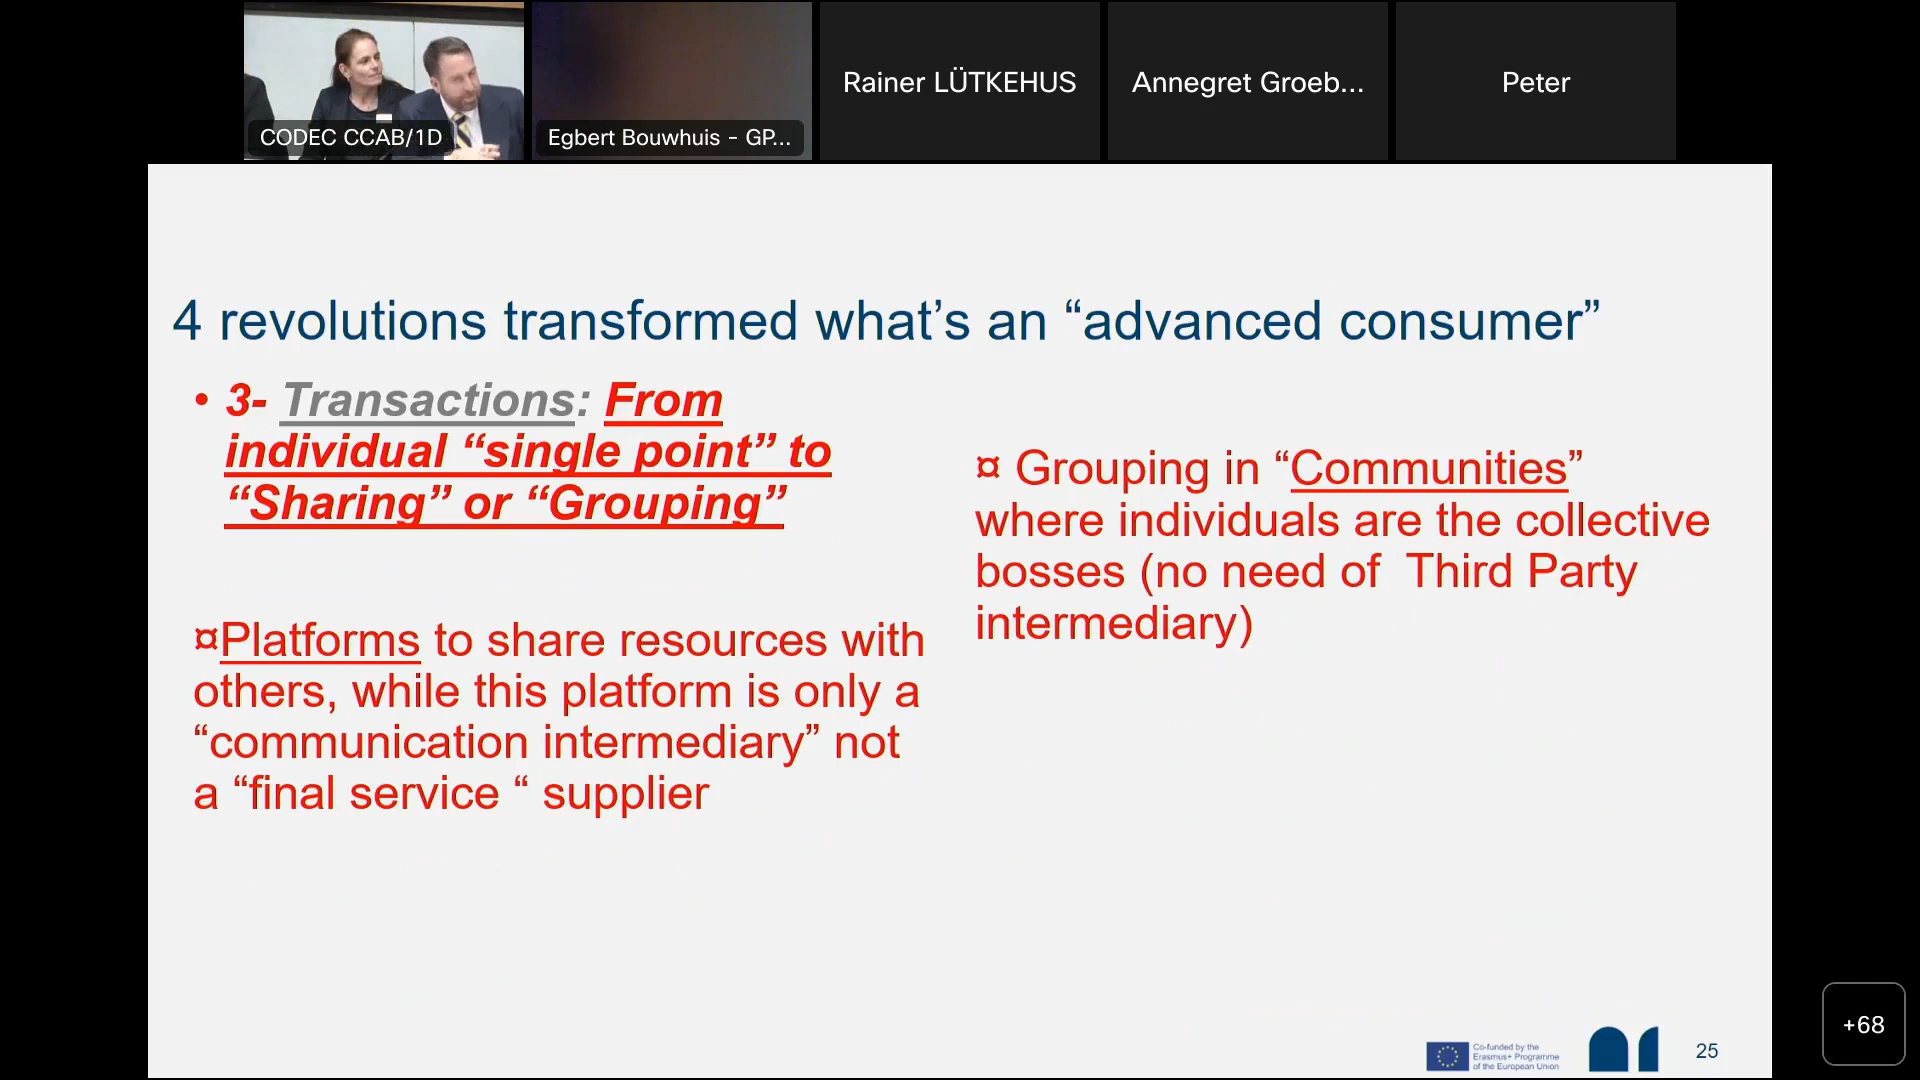 CODEC CCAB/1D
Egbert Bouwhuis - GP...
Rainer LÜTKEHUS
Annegret Groeb...
Peter
4 revolutions transformed what’s an “advanced consumer”
• 3- Transactions: From
individual “single point” to
“Sharing” or “Grouping”
¤Platforms to share resources with
others, while this platform is only a
“communication intermediary” not
a “final service “ supplier
¤ Grouping in “Communities”
where individuals are the collective
bosses (no need of  Third Party
intermediary)
Co-funded by the
Erasmus+ Programme
of the European Union
25
+68